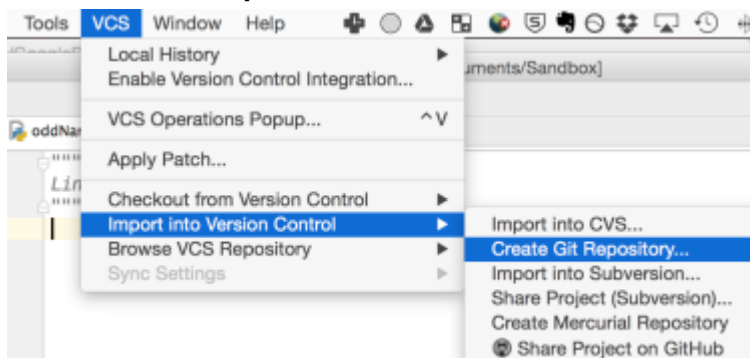 Tools VCS Window Help
Local History
Enable Version Control Integration...
uments/Sandbox]
VCS Operations Popup... ^V
oddNa
"""
Apply Patch...
Lin
"""
Checkout from Version Control
Import into Version Control
Browse VCS Repository
Sync Settings
Import into CVS...
Create Git Repository...
Import into Subversion...
Share Project (Subversion)...
Create Mercurial Repository
Share Project on GitHub